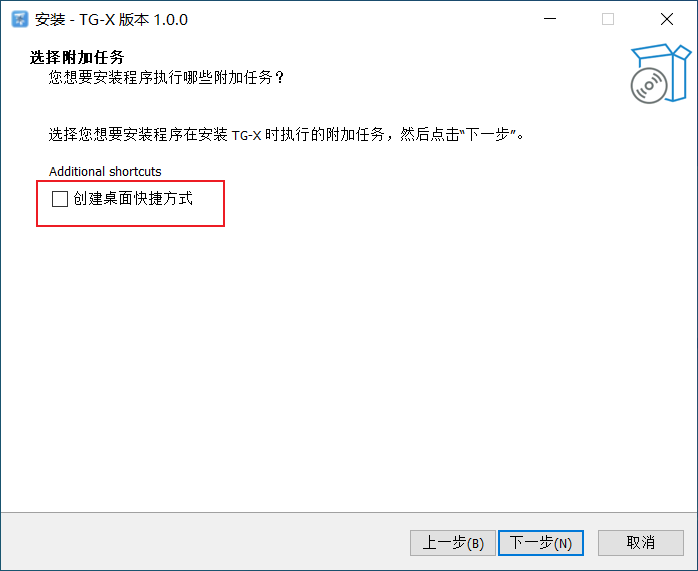 安装 - TG-X 版本 1.0.0
选择附加任务
您想要安装程序执行哪些附加任务？
选择您想要安装程序在安装 TG-X 时执行的附加任务，然后点击“下一步”。
Additional shortcuts
创建桌面快捷方式
上一步(B) 下一步(N) 取消